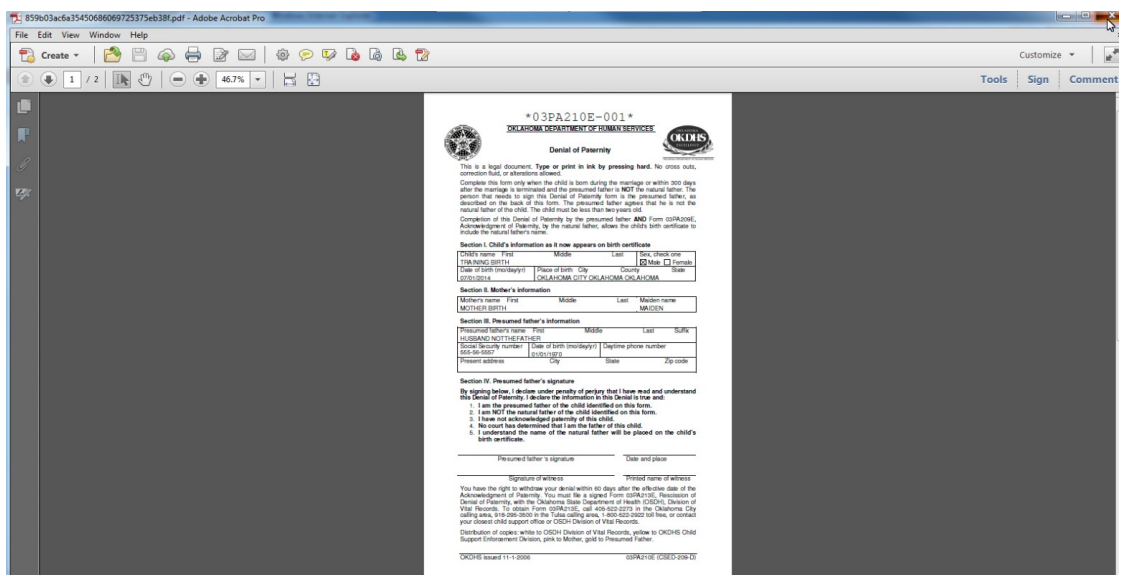 859b03ac6a35450686069725375eb38f.pdf - Adobe Acrobat Pro
File Edit View Window Help
Create
Customize
1 / 2
46.7%
Tools Sign Comment
*03PA210E-001*
OKLAHOMA DEPARTMENT OF HUMAN SERVICES
OKDHS
Denial of Paternity
This is a legal document. Type or print in ink by pressing hard. No cross outs,
correction fluid, or alterations allowed.
Complete this form only when the child is born during the marriage or within 300 days
after the marriage is terminated and the presumed father is NOT the natural father. The
person that needs to sign this Denial of Paternity form is the presumed father, as
described on the back of this form. The presumed father agrees that he is not the
natural father of the child. The child must be less than two years old.
Completion of this Denial of Paternity by the presumed father AND Form 03PA209E,
Acknowledgment of Paternity, by the natural father, allows the child's birth certificate to
include the natural father's name.
Section I. Child's information as it now appears on birth certificate
Child's name First Middle Last Sex, check one
TRAINING BIRTH Male Female
Date of birth (mo/day/yr) Place of birth City County State
07/01/2014 OKLAHOMA CITY OKLAHOMA OKLAHOMA
Section II. Mother's information
Mother's name First Middle Last Maiden name
MOTHER BIRTH MAIDEN
Section III. Presumed father's information
Presumed father's name First Middle Last Suffix
HUSBAND NOTTHEFATHER
Social Security number Date of birth (mo/day/yr) Daytime phone number
555-56-5557 01/01/1970
Present address City State Zip code
Section IV. Presumed father's signature
By signing below, I declare under penalty of perjury that I have read and understand
this Denial of Paternity. I declare the information in this Denial is true and:
1. I am the presumed father of the child identified on this form.
2. I am NOT the natural father of the child identified on this form.
3. I have not acknowledged paternity of this child.
4. No court has determined that I am the father of this child.
5. I understand the name of the natural father will be placed on the child's
birth certificate.
Presumed father 's signature Date and place
Signature of witness Printed name of witness
You have the right to withdraw your denial within 60 days after the effective date of the
Acknowledgment of Paternity. You must file a signed Form 03PA213E, Rescission of
Denial of Paternity, with the Oklahoma State Department of Health (OSDH), Division of
Vital Records. To obtain Form 03PA213E, call 405-522-2273 in the Oklahoma City
calling area, 918-295-3500 in the Tulsa calling area, 1-800-522-2922 toll free, or contact
your closest child support office or OSDH Division of Vital Records.
Distribution of copies: white to OSDH Division of Vital Records, yellow to OKDHS Child
Support Enforcement Division, pink to Mother, gold to Presumed Father.
OKDHS issued 11-1-2006 03PA210E (CSED-209-D)